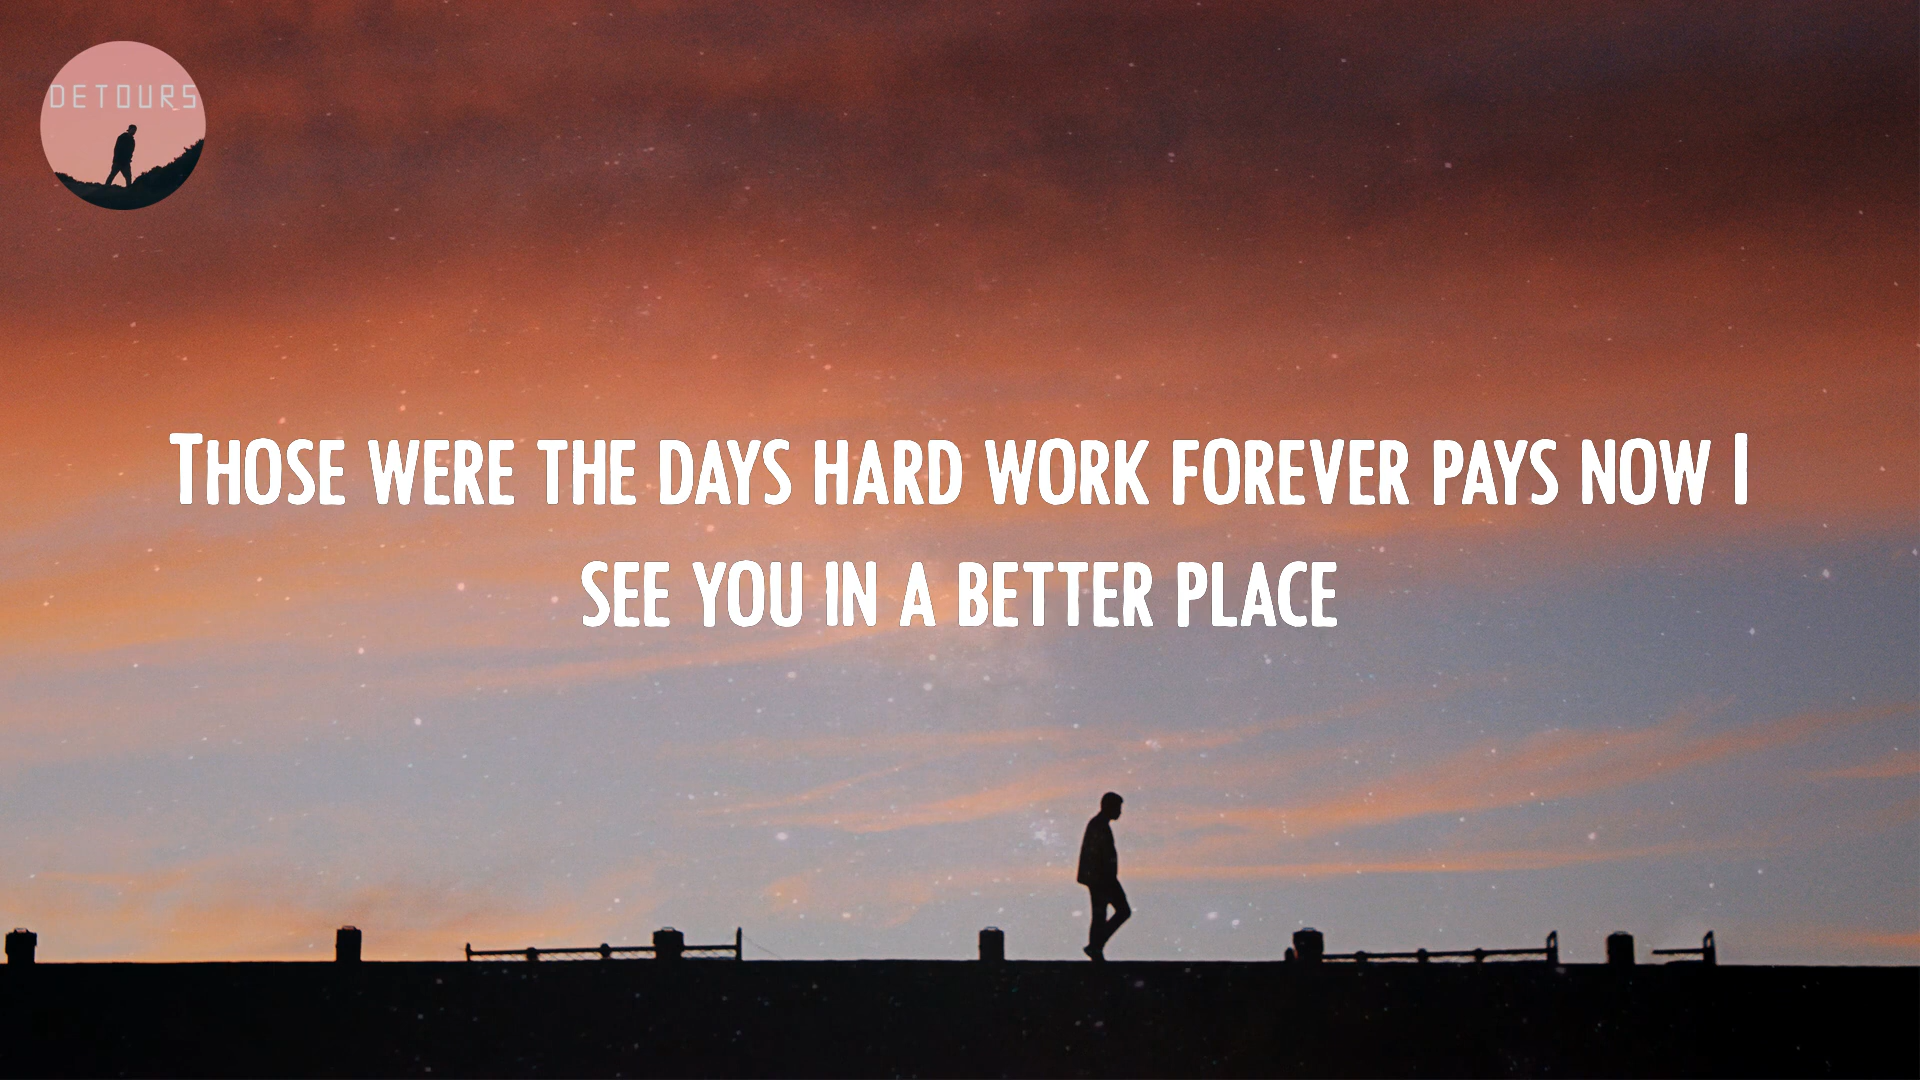 DETOURS
Those were the days hard work forever pays now I
see you in a better place